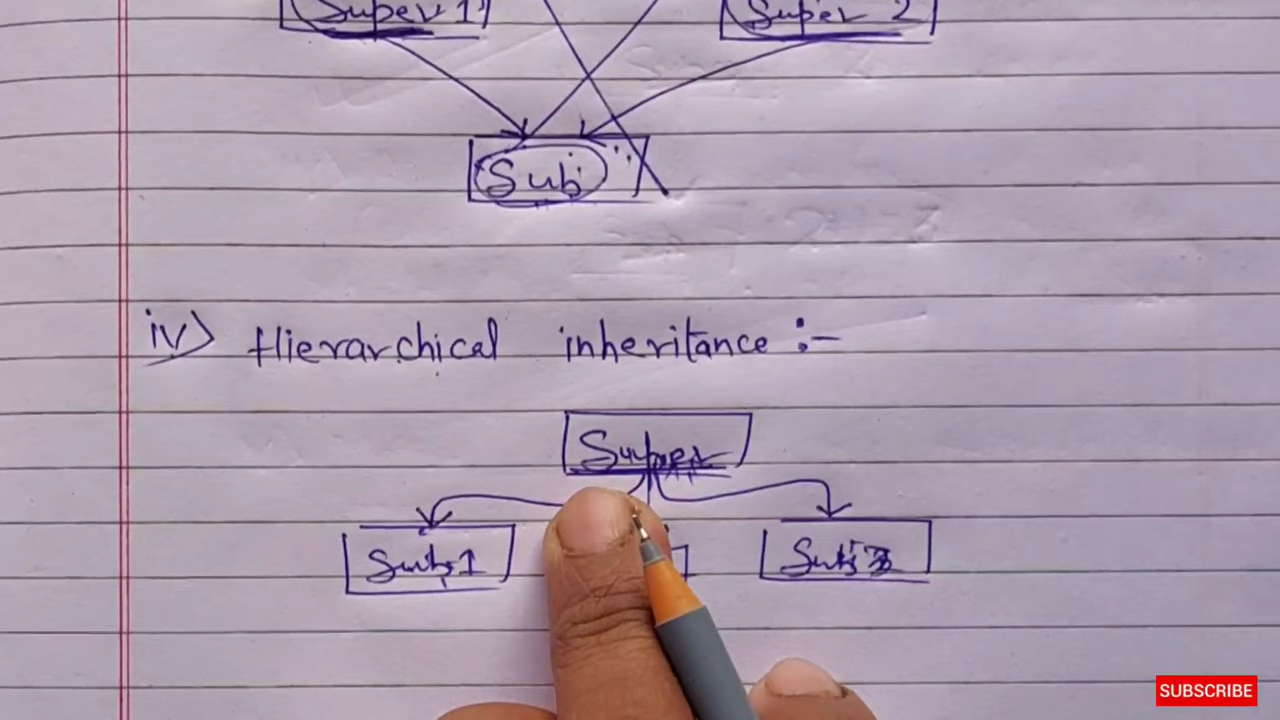 Super 1 Super 2
Sub
iv) Hierarchical inheritance :-
Super
Sub 1 Sub 3
SUBSCRIBE